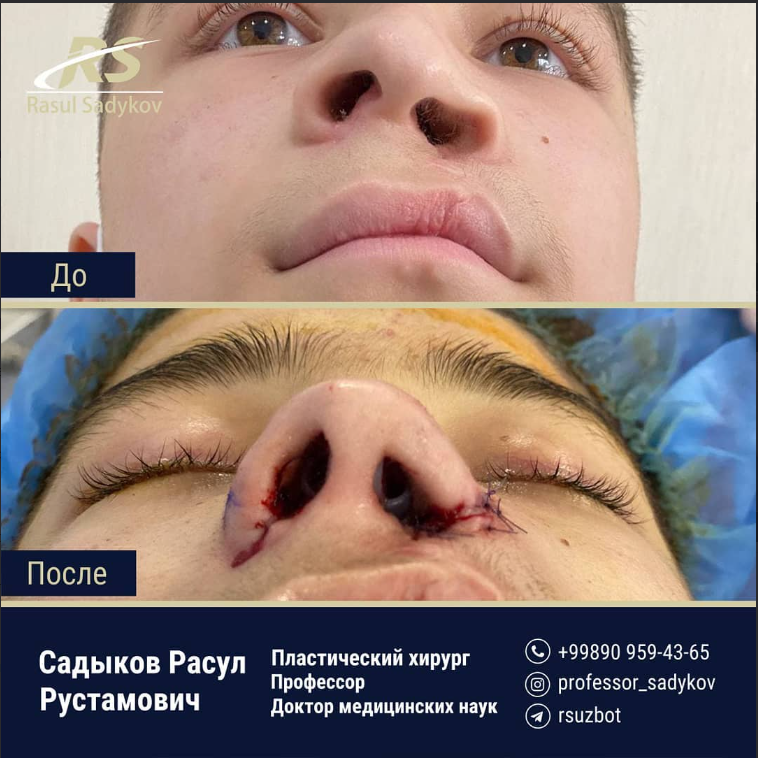 RS
Rasul Sadykov
До
После
Садыков Расул
Рустамович
Пластический хирург
Профессор
Доктор медицинских наук
+99890 959-43-65
professor_sadykov
rsuzbot